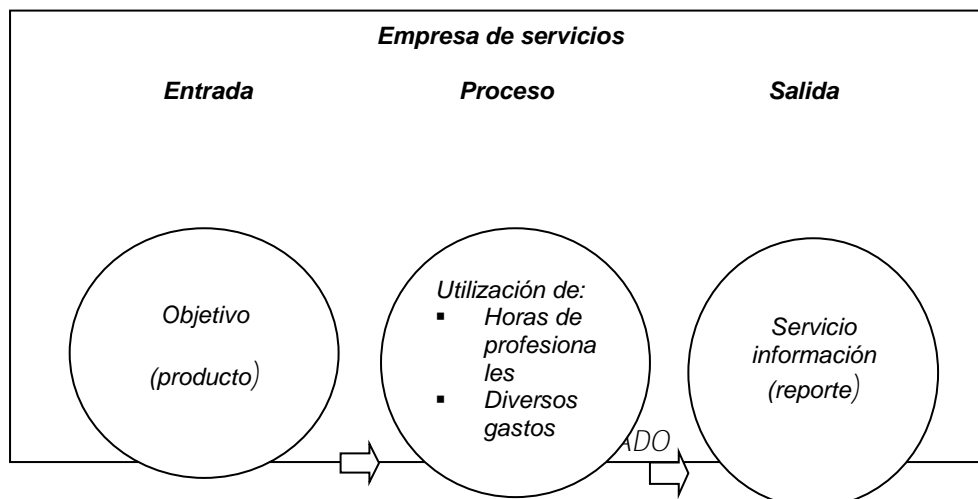 Empresa de servicios
Entrada
Proceso
Salida
Objetivo
(producto)
Utilización de:
▪ Horas de
profesiona
les
▪ Diversos
gastos
Servicio
información
(reporte)